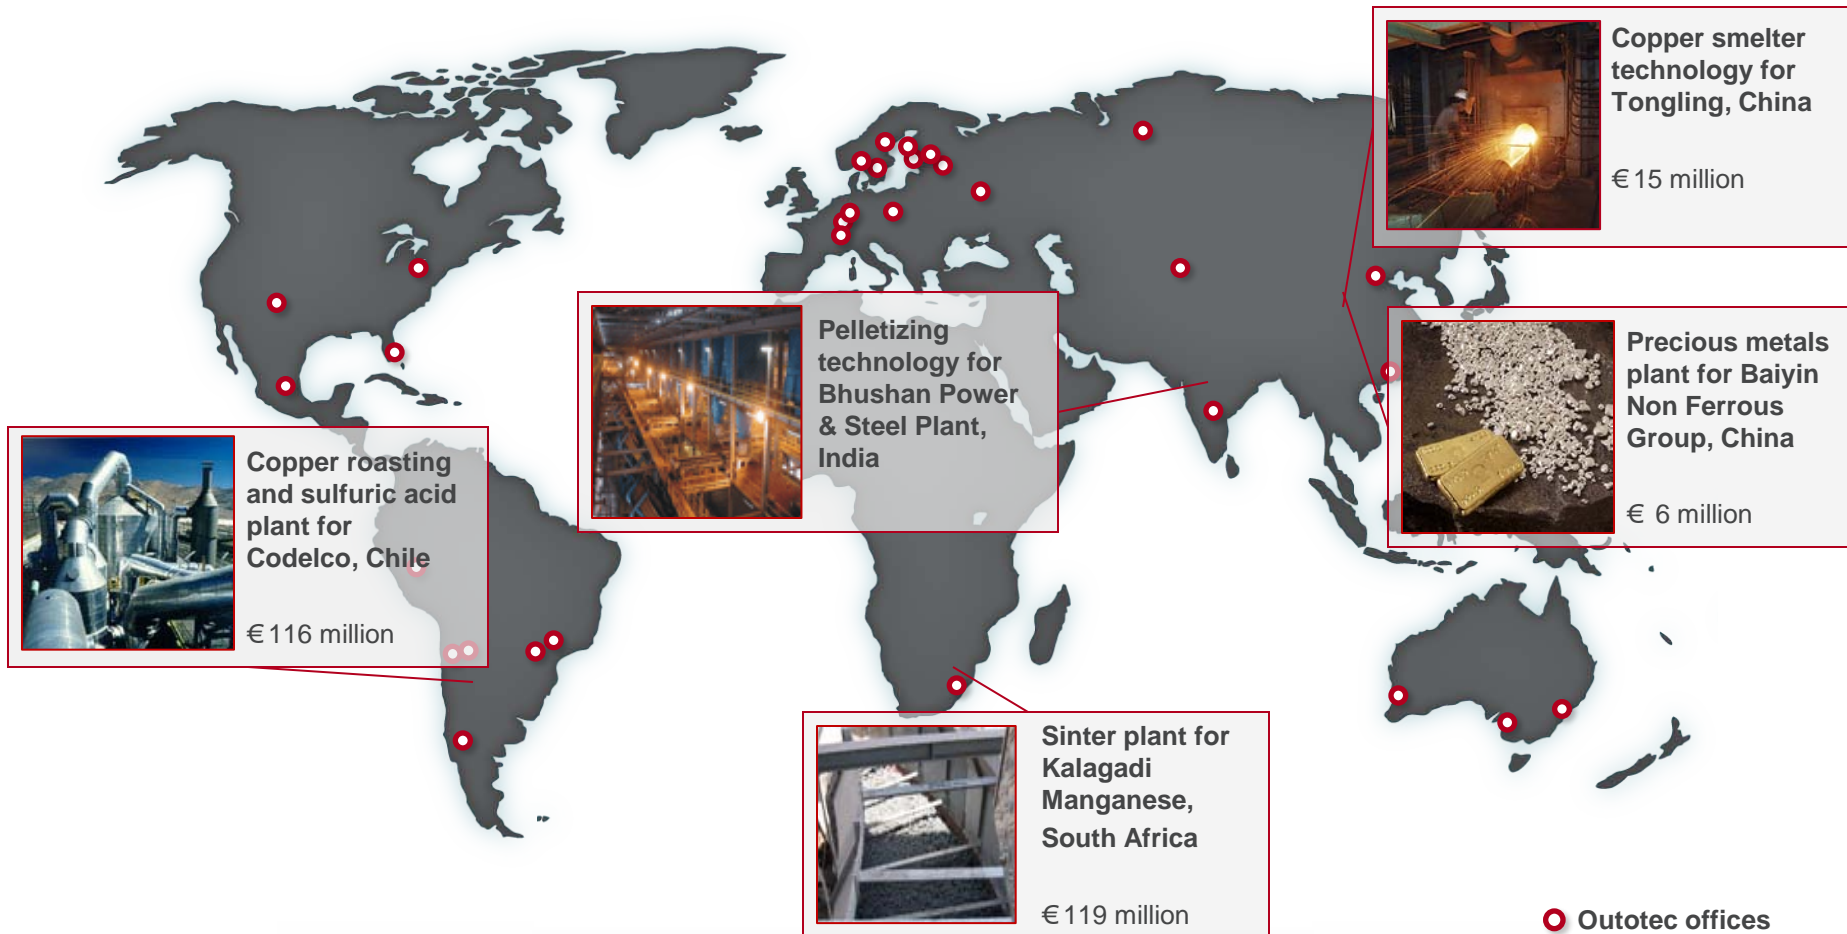 Copper smelter
technology for
Tongling, China
€ 15 million
Pelletizing
technology for
Bhushan Power
& Steel Plant,
India
Precious metals
plant for Baiyin
Non Ferrous
Group, China
€ 6 million
Copper roasting
and sulfuric acid
plant for
Codelco, Chile
€ 116 million
Sinter plant for
Kalagadi
Manganese,
South Africa
€ 119 million
Outotec offices